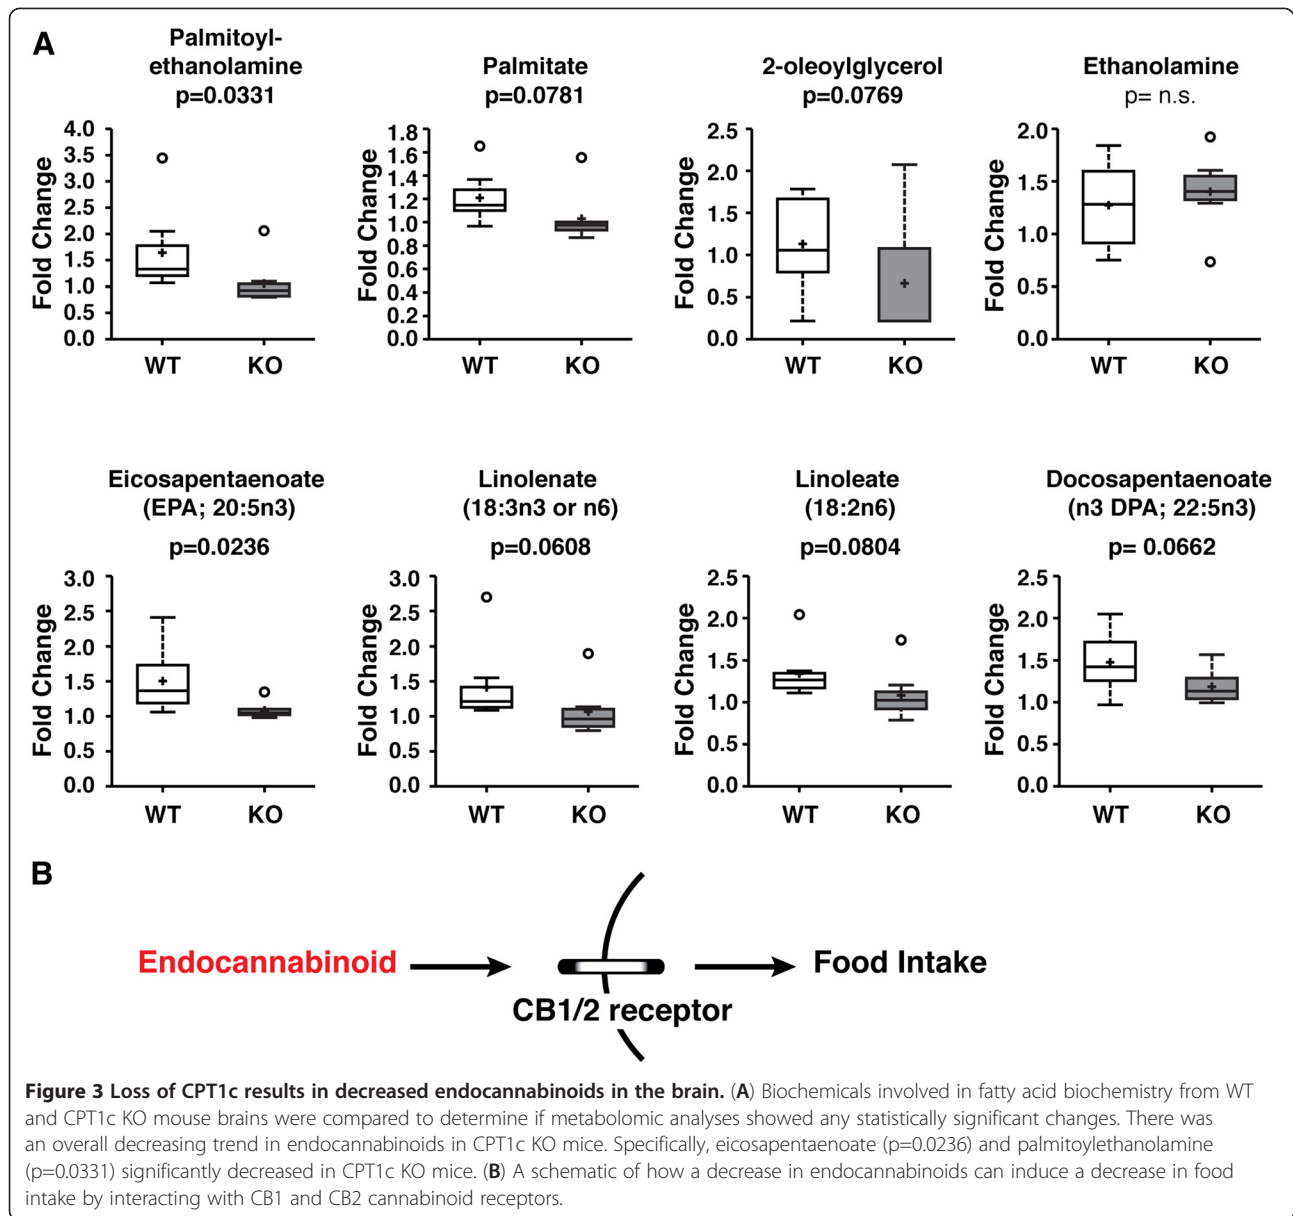 A
Palmitoyl-
ethanolamine
p=0.0331
Fold Change
4.0
3.5
3.0
2.5
2.0
1.5
1.0
0.5
0.0
WT KO
Palmitate
p=0.0781
Fold Change
1.8
1.6
1.4
1.2
1.0
0.8
0.6
0.4
0.2
0.0
WT KO
2-oleoylglycerol
p=0.0769
Fold Change
2.5
2.0
1.5
1.0
0.5
0.0
WT KO
Ethanolamine
p= n.s.
Fold Change
2.0
1.5
1.0
0.5
0.0
WT KO
Eicosapentaenoate
(EPA; 20:5n3)
p=0.0236
Fold Change
3.0
2.5
2.0
1.5
1.0
0.5
0.0
WT KO
Linolenate
(18:3n3 or n6)
p=0.0608
Fold Change
3.0
2.5
2.0
1.5
1.0
0.5
0.0
WT KO
Linoleate
(18:2n6)
p=0.0804
Fold Change
2.5
2.0
1.5
1.0
0.5
0.0
WT KO
Docosapentaenoate
(n3 DPA; 22:5n3)
p= 0.0662
Fold Change
2.5
2.0
1.5
1.0
0.5
0.0
WT KO
B
Endocannabinoid
CB1/2 receptor
Food Intake
Figure 3 Loss of CPT1c results in decreased endocannabinoids in the brain. (A) Biochemicals involved in fatty acid biochemistry from WT
and CPT1c KO mouse brains were compared to determine if metabolomic analyses showed any statistically significant changes. There was
an overall decreasing trend in endocannabinoids in CPT1c KO mice. Specifically, eicosapentaenoate (p=0.0236) and palmitoylethanolamine
(p=0.0331) significantly decreased in CPT1c KO mice. (B) A schematic of how a decrease in endocannabinoids can induce a decrease in food
intake by interacting with CB1 and CB2 cannabinoid receptors.